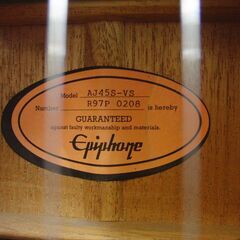 Model AJ45S-VS
Number R97P 0208 is hereby
GUARANTEED
against faulty workmanship and materials.
Epiphone